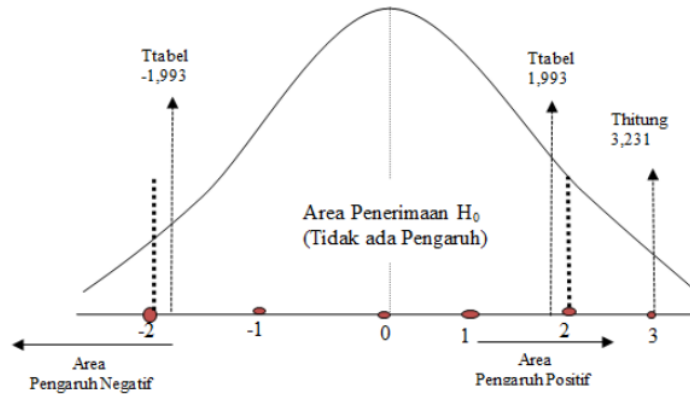 Ttabel
-1,993
Ttabel
1,993
Thitung
3,231
Area Penerimaan H₀
(Tidak ada Pengaruh)
-2
-1
0
1
2
3
Area
Pengaruh Negatif
Area
Pengaruh Positif